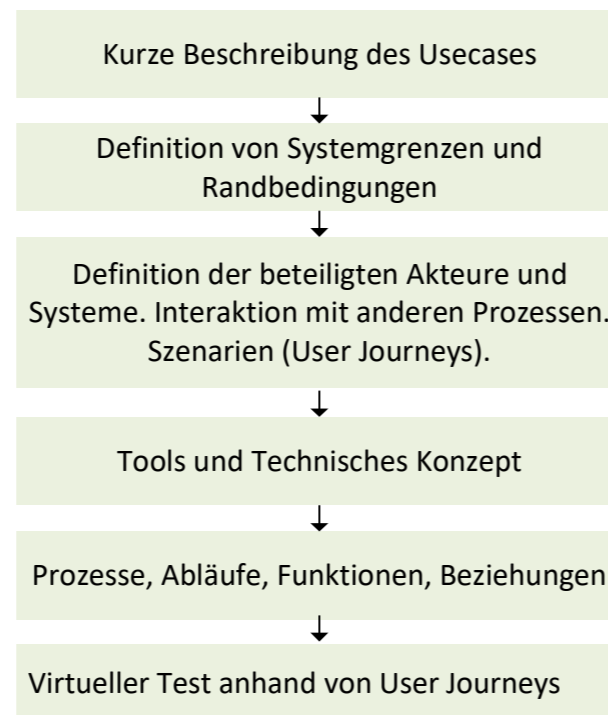 Kurze Beschreibung des Usecases
Definition von Systemgrenzen und
Randbedingungen
Definition der beteiligten Akteure und
Systeme. Interaktion mit anderen Prozessen.
Szenarien (User Journeys).
Tools und Technisches Konzept
Prozesse, Abläufe, Funktionen, Beziehungen
Virtueller Test anhand von User Journeys